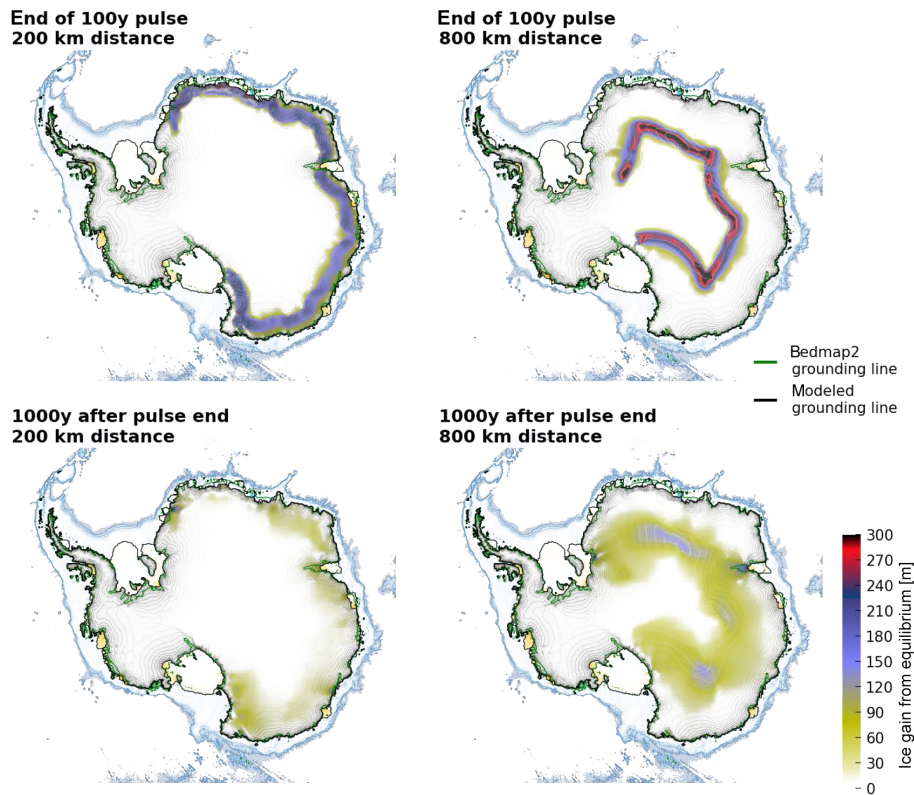 End of 100y pulse
200 km distance
End of 100y pulse
800 km distance
Bedmap2
grounding line
Modeled
grounding line
1000y after pulse end
200 km distance
1000y after pulse end
800 km distance
300
270
240
210
180
150
120
90
60
30
0
Ice gain from equilibrium [m]